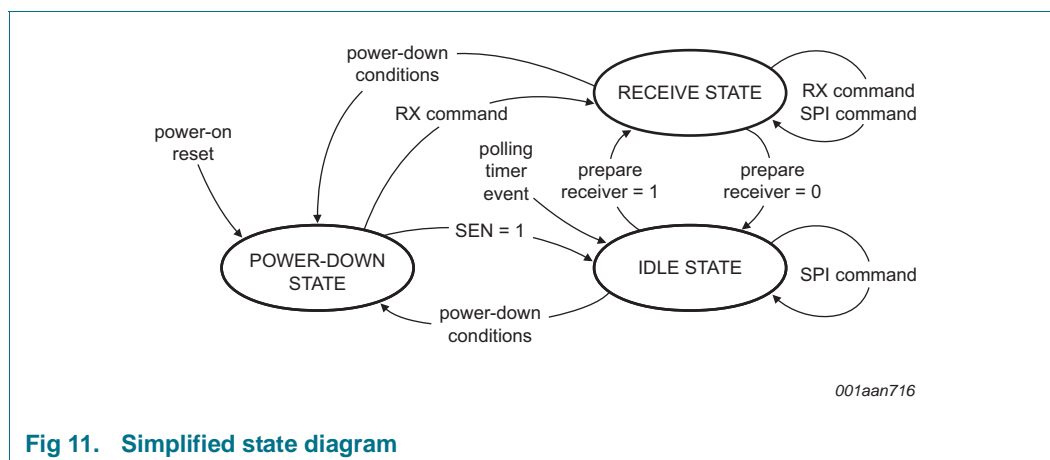 power-down
conditions
RECEIVE STATE
RX command
SPI command
RX command
power-on
reset
polling
timer
event
prepare
receiver = 1
prepare
receiver = 0
SEN = 1
POWER-DOWN
STATE
IDLE STATE
SPI command
power-down
conditions
001aan716
Fig 11. Simplified state diagram